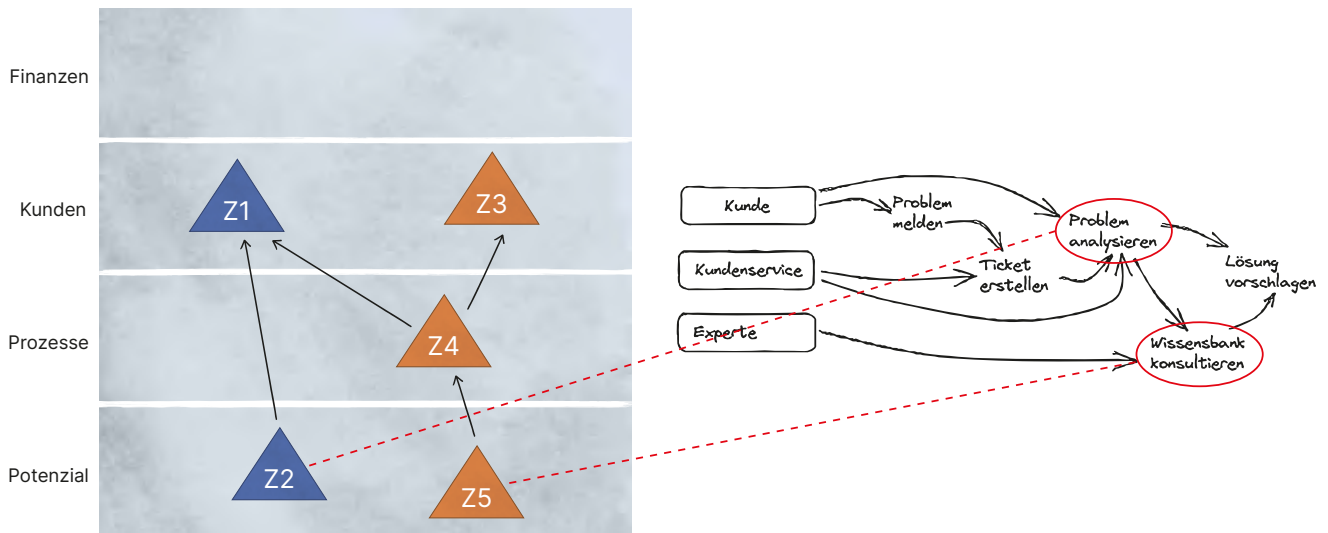 Finanzen
Kunden
Z1
Z3
Prozesse
Z4
Potenzial
Z2
Z5
Kunde
Problem
melden
Problem
analysieren
Kundenservice
Ticket
erstellen
Lösung
vorschlagen
Experte
Wissensbank
konsultieren